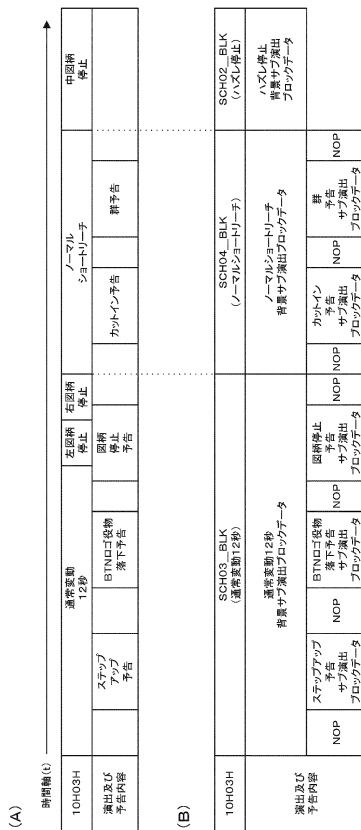 (A)
時間軸(t)
10H03H
通常変動
12秒
左図柄
停止
右図柄
停止
ノーマル
ショートリーチ
中図柄
停止
演出及び
予告内容
ステップ
アップ
予告
BTNロゴ役物
落下予告
図柄
停止
予告
カットイン予告
群予告
(B)
10H03H
SCH03__BLK
(通常変動12秒)
SCH04__BLK
(ノーマルショートリーチ)
SCH02__BLK
(ハズレ停止)
演出及び
予告内容
通常変動12秒
背景サブ演出ブロックデータ
ノーマルショートリーチ
背景サブ演出ブロックデータ
ハズレ停止
背景サブ演出
ブロックデータ
NOP
ステップアップ
予告
サブ演出
ブロックデータ
NOP
BTNロゴ役物
落下予告
サブ演出
ブロックデータ
NOP
図柄停止
予告
サブ演出
ブロックデータ
NOP
NOP
カットイン
予告
サブ演出
ブロックデータ
NOP
群
予告
サブ演出
ブロックデータ
NOP